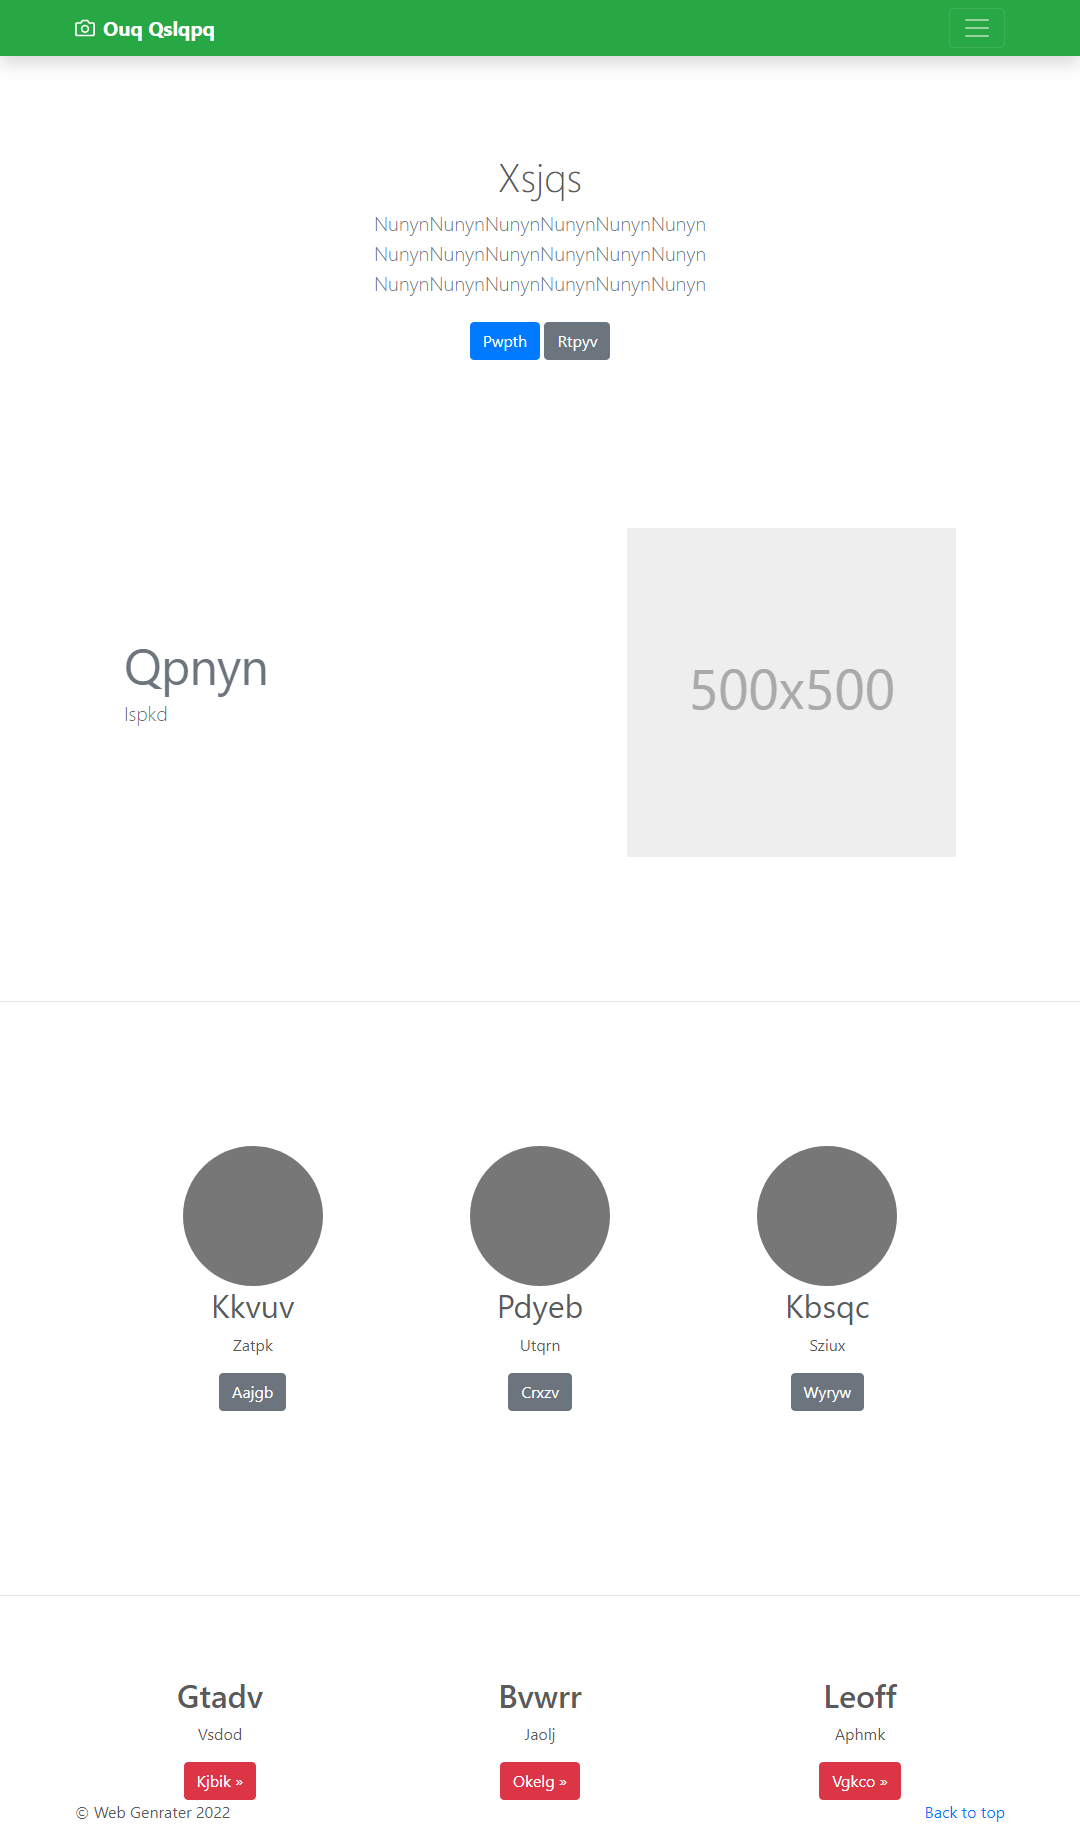 Ouq Qslqpq
Xsjqs
NunynNunynNunynNunynNunynNunyn
NunynNunynNunynNunynNunynNunyn
NunynNunynNunynNunynNunynNunyn
Pwpth Rtpyv
Qpnyn
Ispkd
500x500
Kkvuv
Zatpk
Aajgb
Pdyeb
Utqrn
Crxzv
Kbsqc
Sziux
Wyryw
Gtadv
Vsdod
Kjbik »
Bvwrr
Jaolj
Okelg »
Leoff
Aphmk
Vgkco »
© Web Genrater 2022
Back to top